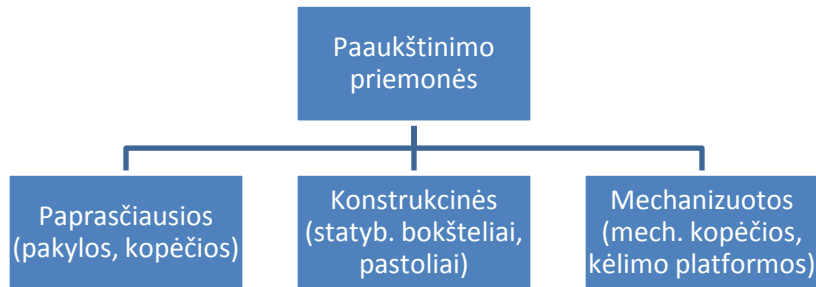 Paaukštinimo
priemonės
Paprasčiausios
(pakylos, kopėčios)
Konstrukcinės
(statyb. bokšteliai,
pastoliai)
Mechanizuotos
(mech. kopėčios,
kėlimo platformos)